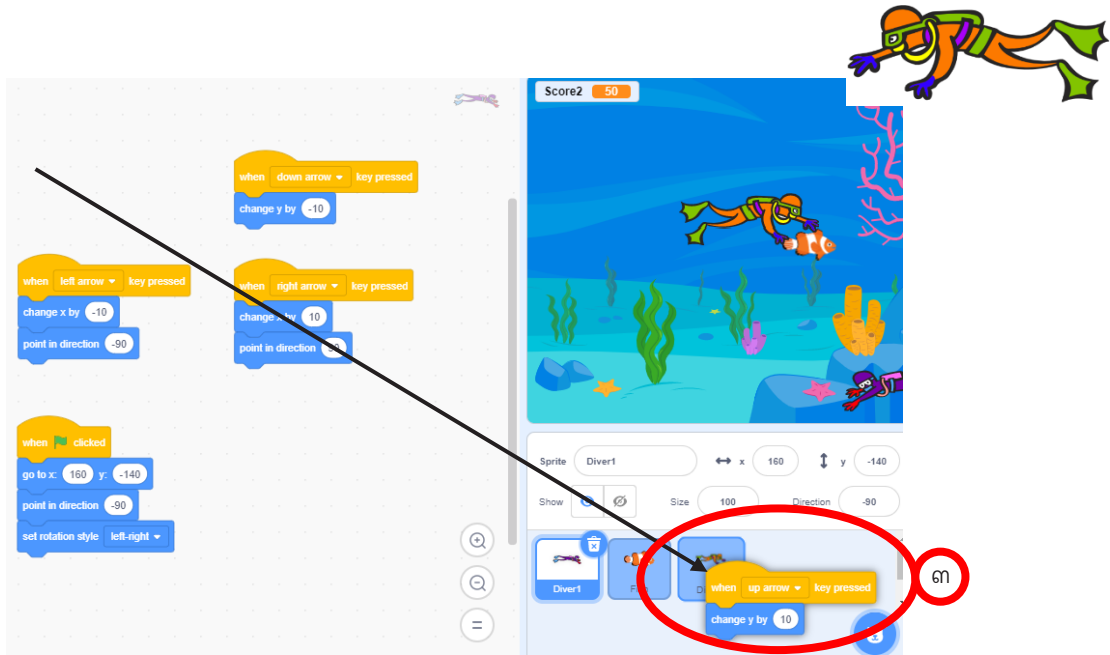 Score2 50
when down arrow key pressed
change y by -10
when left arrow key pressed
change x by -10
point in direction -90
when right arrow key pressed
change x by 10
point in direction
when clicked
go to x: 160 y: -140
point in direction -90
set rotation style left-right
Sprite Diver1 x 160 y -140
Show Size 100 Direction -90
Diver1
when up arrow key pressed
change y by 10
๓